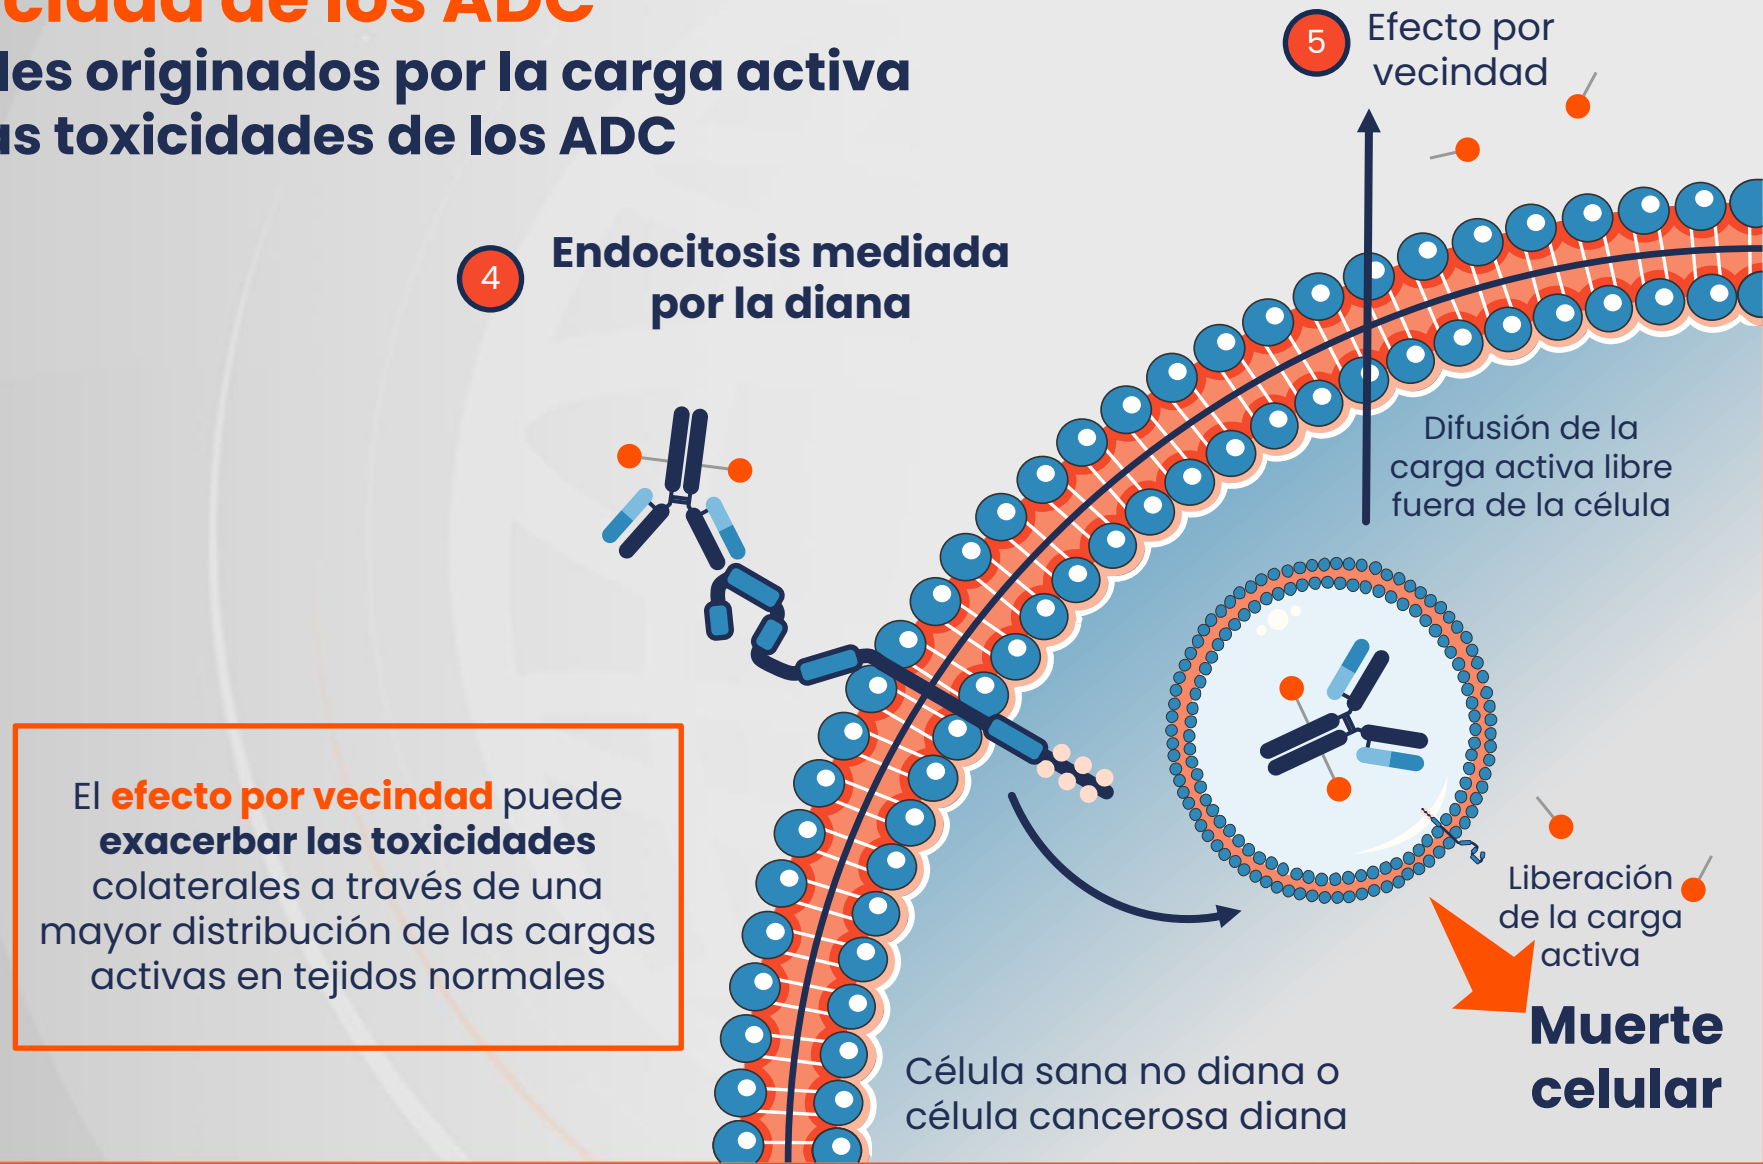 de los ADC
originados por la carga activa
toxicidades de los ADC
5
Efecto por
vecindad
4
Endocitosis mediada
por la diana
Difusión de la
carga activa libre
fuera de la célula
El efecto por vecindad puede
exacerbar las toxicidades
colaterales a través de una
mayor distribución de las cargas
activas en tejidos normales
Liberación
de la carga
activa
Muerte
celular
Célula sana no diana o
célula cancerosa diana